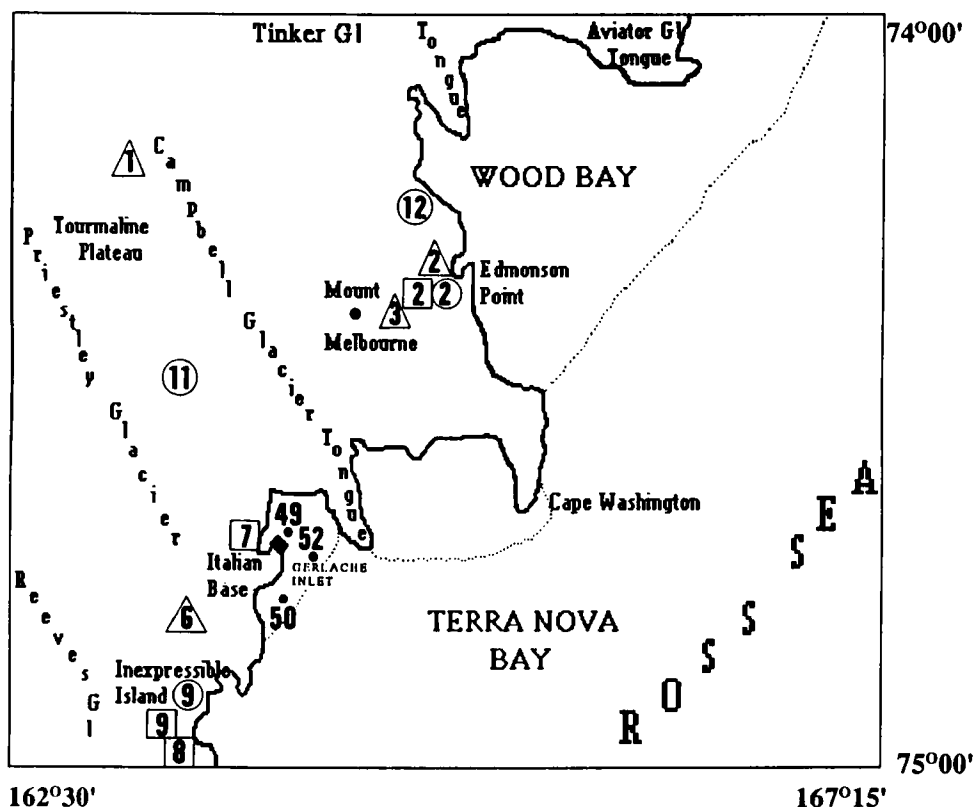 Tinker Gl
Tongue
Aviator Gl
Tongue
74°00'
1
Campbell Glacier Tongue
WOOD BAY
12
Tourmaline
Plateau
Priestley Glacier
2
Edmonson
Point
2
2
Mount
3
Melbourne
11
Cape Washington
ROSS SEA
49
7
52
Italian
Base
GERLACHE
INLET
50
Reeves Gl
6
TERRA NOVA
BAY
Inexpressible
Island
9
9
8
75°00'
162°30'
167°15'